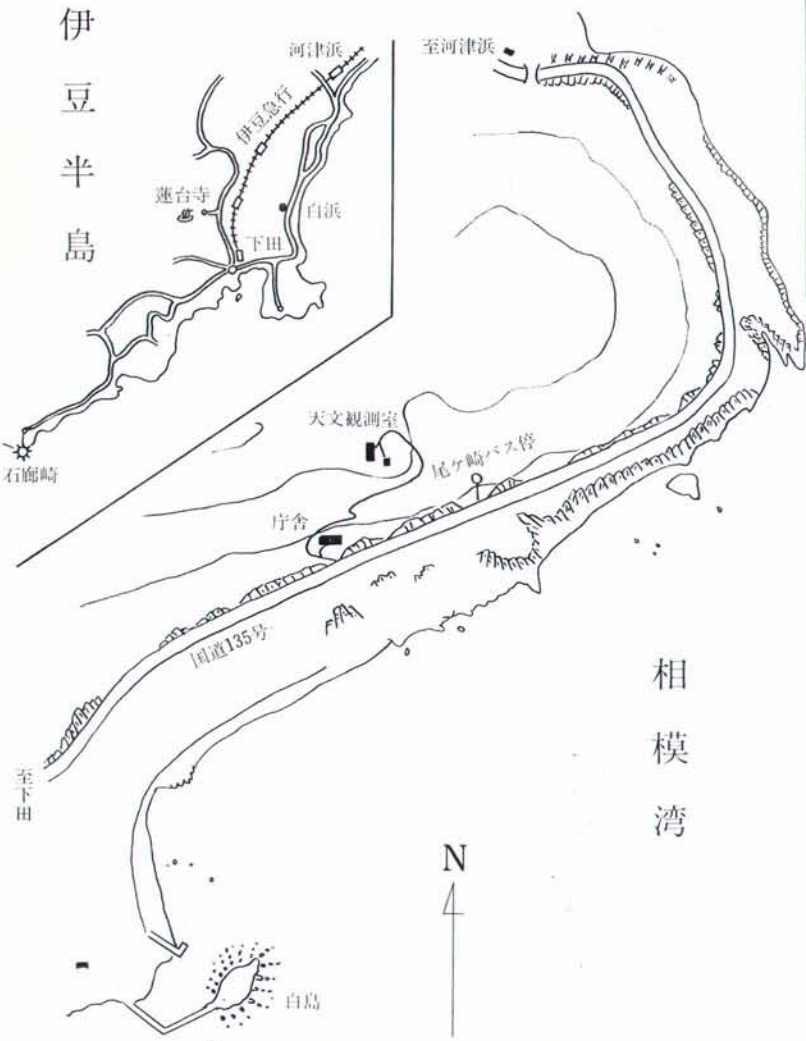 伊豆半島
河津浜
伊豆急行
蓮台寺
白浜
下田
石廊崎
至河津浜
天文観測室
尾ケ崎バス停
庁舎
国道135号
至下田
相模湾
N
白島